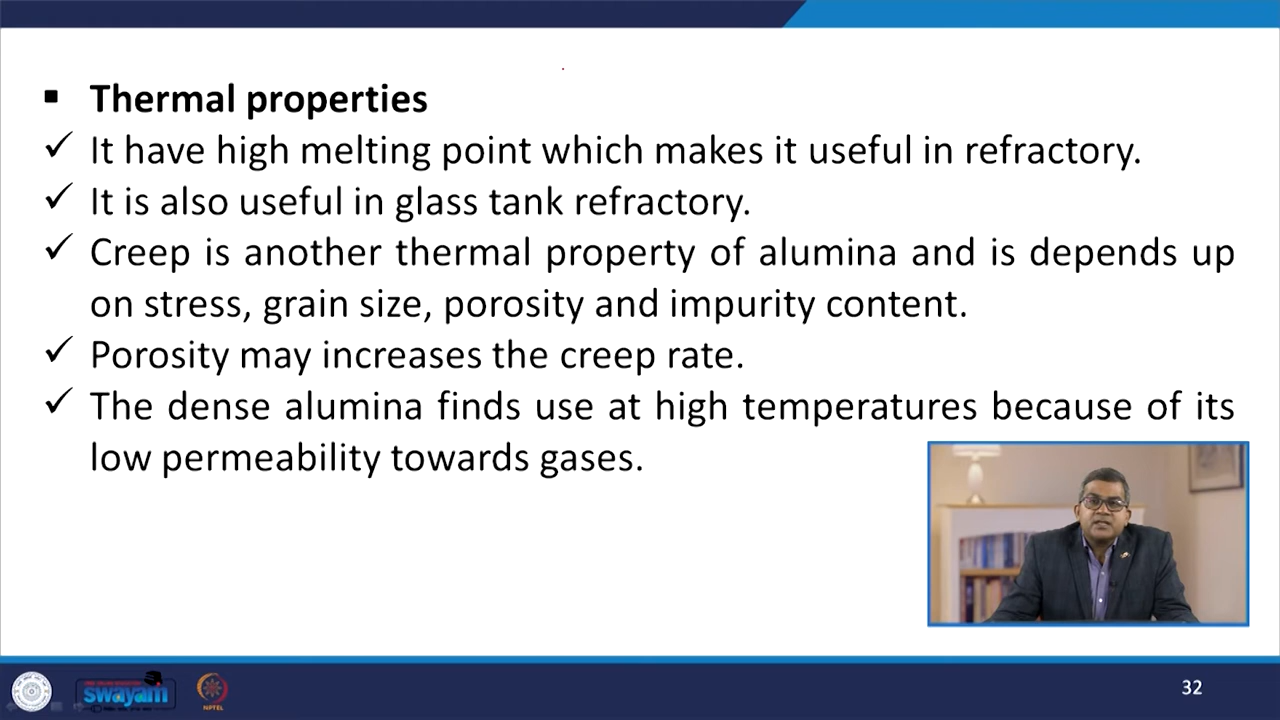 ▪ Thermal properties
✓ It have high melting point which makes it useful in refractory.
✓ It is also useful in glass tank refractory.
✓ Creep is another thermal property of alumina and is depends up
on stress, grain size, porosity and impurity content.
✓ Porosity may increases the creep rate.
✓ The dense alumina finds use at high temperatures because of its
low permeability towards gases.
swayam
NPTEL
32